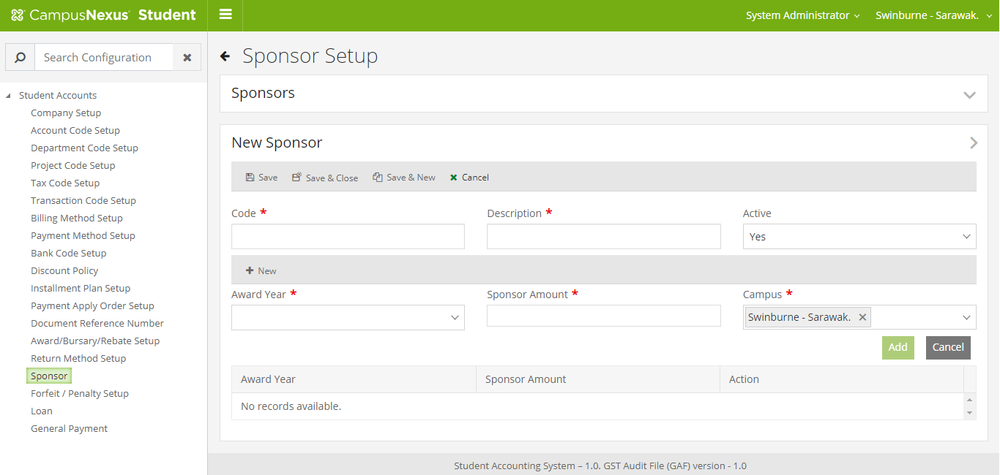 CampusNexus® Student
System Administrator
Swinburne - Sarawak.
Search Configuration
Student Accounts
Company Setup
Account Code Setup
Department Code Setup
Project Code Setup
Tax Code Setup
Transaction Code Setup
Billing Method Setup
Payment Method Setup
Bank Code Setup
Discount Policy
Installment Plan Setup
Payment Apply Order Setup
Document Reference Number
Award/Bursary/Rebate Setup
Return Method Setup
Sponsor
Forfeit / Penalty Setup
Loan
General Payment
Sponsor Setup
Sponsors
New Sponsor
Save Save & Close Save & New Cancel
Code * Description * Active
Yes
New
Award Year * Sponsor Amount * Campus *
Swinburne - Sarawak.
Add Cancel
Award Year Sponsor Amount Action
No records available.
Student Accounting System – 1.0. GST Audit File (GAF) version - 1.0